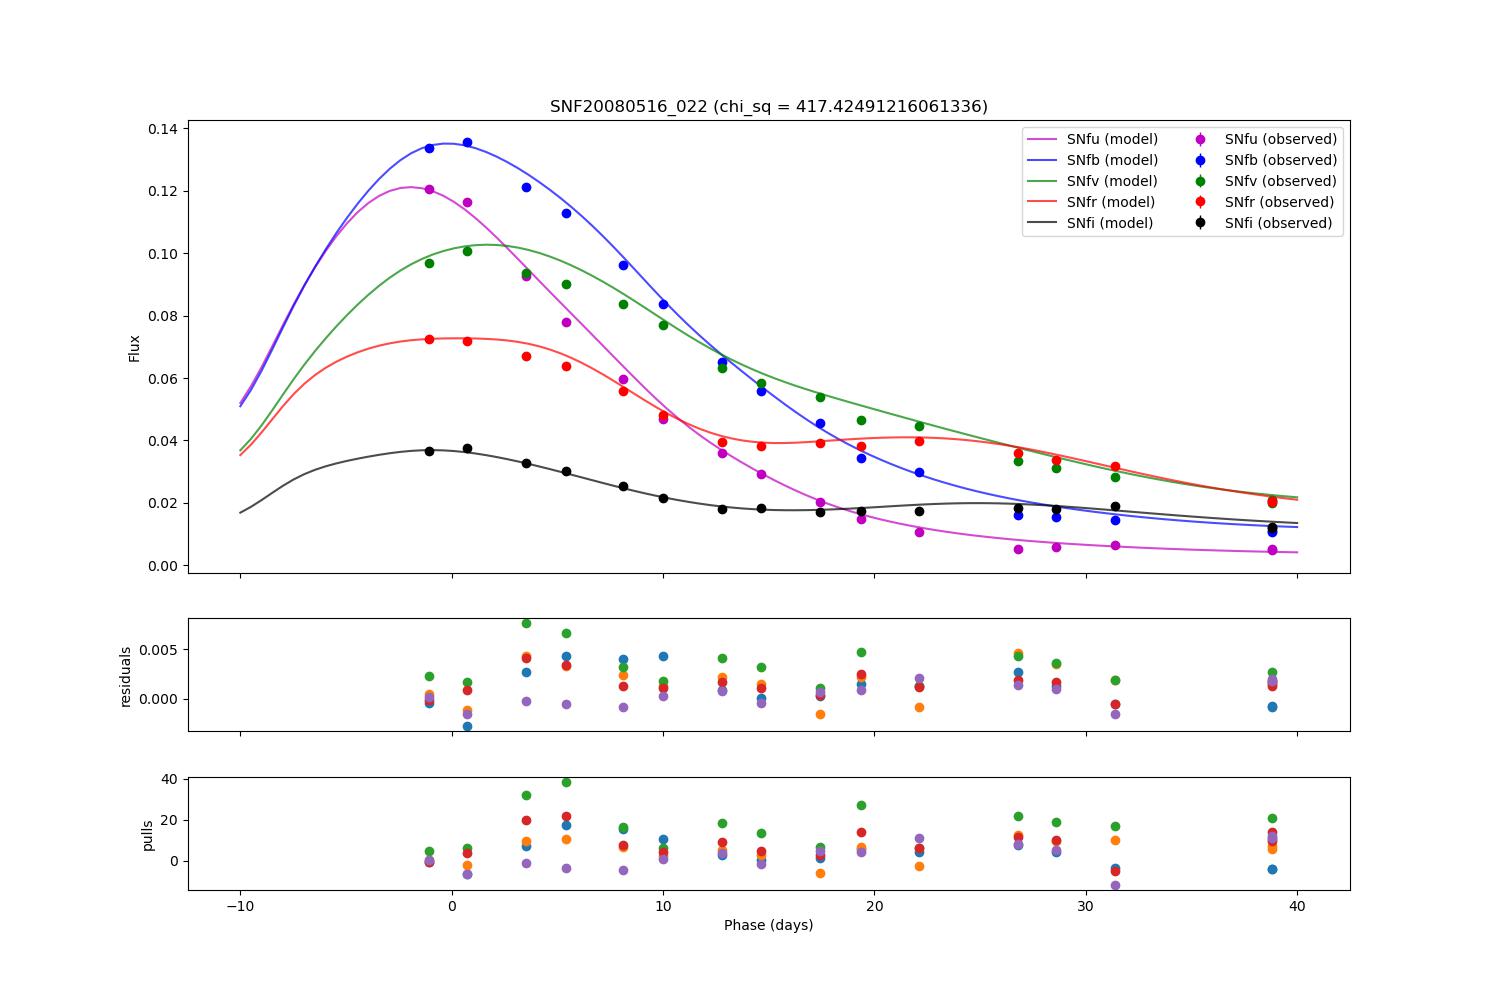 SNF20080516_022 (chi_sq = 417.42491216061336)
0.14
0.12
0.10
0.08
0.06
0.04
0.02
0.00
Flux
SNfu (model)
SNfb (model)
SNfv (model)
SNfr (model)
SNfi (model)
SNfu (observed)
SNfb (observed)
SNfv (observed)
SNfr (observed)
SNfi (observed)
0.005
0.000
residuals
40
20
0
pulls
−10
0
10
20
30
40
Phase (days)